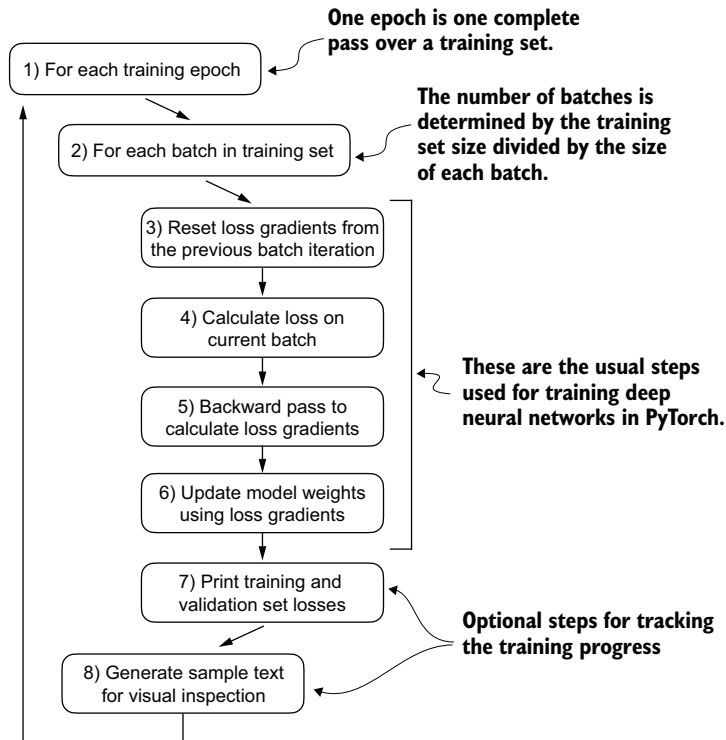 One epoch is one complete
pass over a training set.
1) For each training epoch
The number of batches is
determined by the training
set size divided by the size
of each batch.
2) For each batch in training set
3) Reset loss gradients from
the previous batch iteration
4) Calculate loss on
current batch
These are the usual steps
used for training deep
neural networks in PyTorch.
5) Backward pass to
calculate loss gradients
6) Update model weights
using loss gradients
7) Print training and
validation set losses
Optional steps for tracking
the training progress
8) Generate sample text
for visual inspection